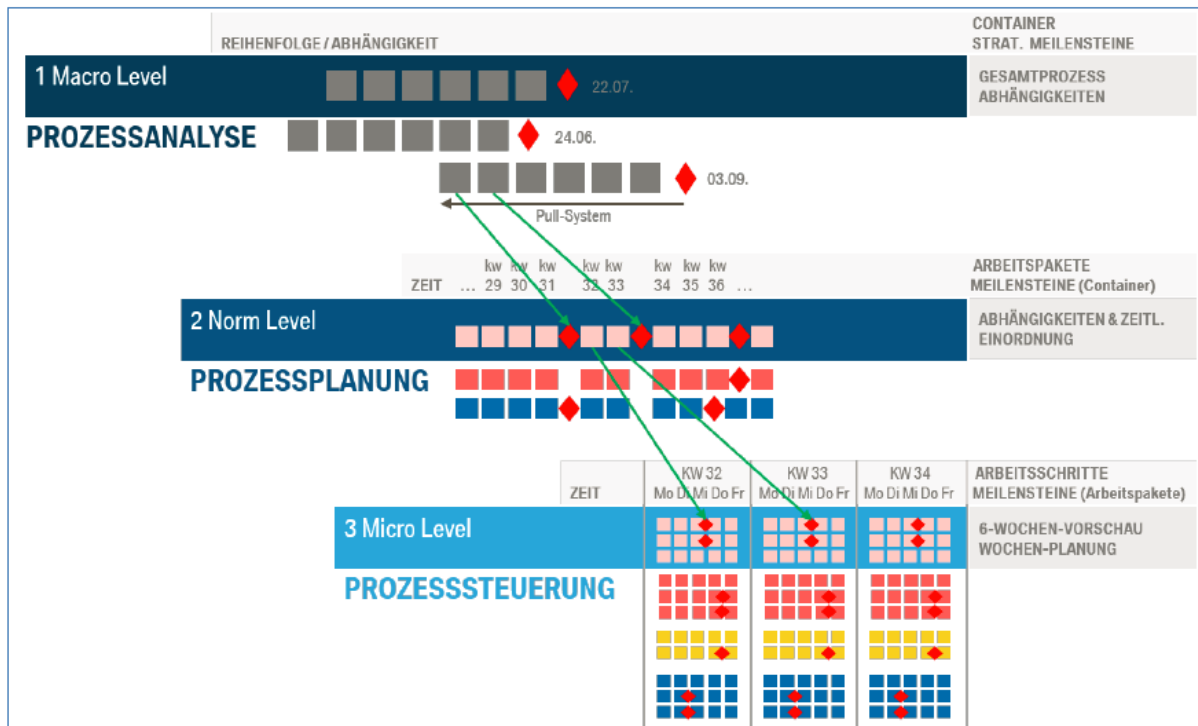 CONTAINER
REIHENFOLGE / ABHÄNGIGKEIT
STRAT. MEILENSTEINE
1 Macro Level
22.07.
GESAMTPROZESS
ABHÄNGIGKEITEN
PROZESSANALYSE
24.06.
03.09.
Pull-System
ZEIT
... kw 29 kw 30 kw 31 kw 32 kw 33 kw 34 kw 35 kw 36 ...
ARBEITSPAKETE
MEILENSTEINE (Container)
2 Norm Level
ABHÄNGIGKEITEN & ZEITL.
EINORDNUNG
PROZESSPLANUNG
ZEIT
KW 32 KW 33 KW 34
Mo Di Mi Do Fr Mo Di Mi Do Fr Mo Di Mi Do Fr
ARBEITSSCHRITTE
MEILENSTEINE (Arbeitspakete)
3 Micro Level
6-WOCHEN-VORSCHAU
WOCHEN-PLANUNG
PROZESSSTEUERUNG